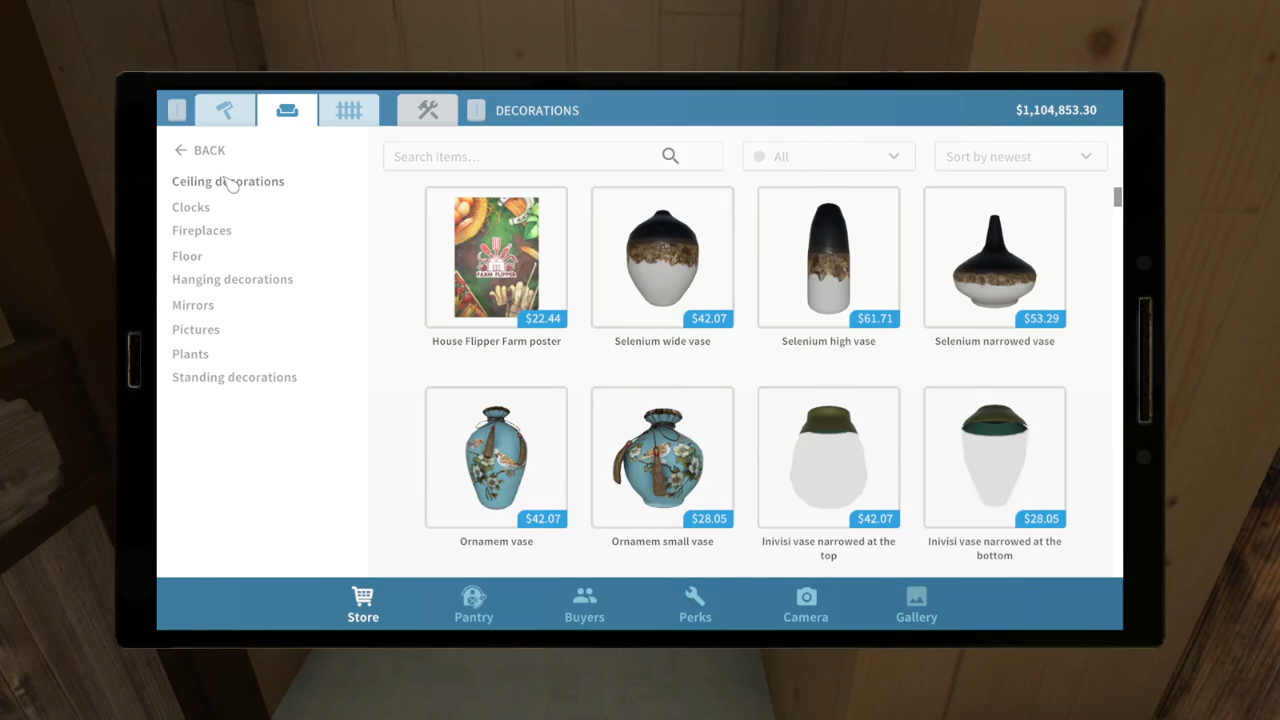 DECORATIONS
$1,104,853.30
BACK
Search items...
All
Sort by newest
Ceiling decorations
Clocks
Fireplaces
Floor
Hanging decorations
Mirrors
Pictures
Plants
Standing decorations
FARM FLIPPER
$22.44
$42.07
$61.71
$53.29
House Flipper Farm poster
Selenium wide vase
Selenium high vase
Selenium narrowed vase
$42.07
$28.05
$42.07
$28.05
Ornamem vase
Ornamem small vase
Inivisi vase narrowed at the
top
Inivisi vase narrowed at the
bottom
Store
Pantry
Buyers
Perks
Camera
Gallery